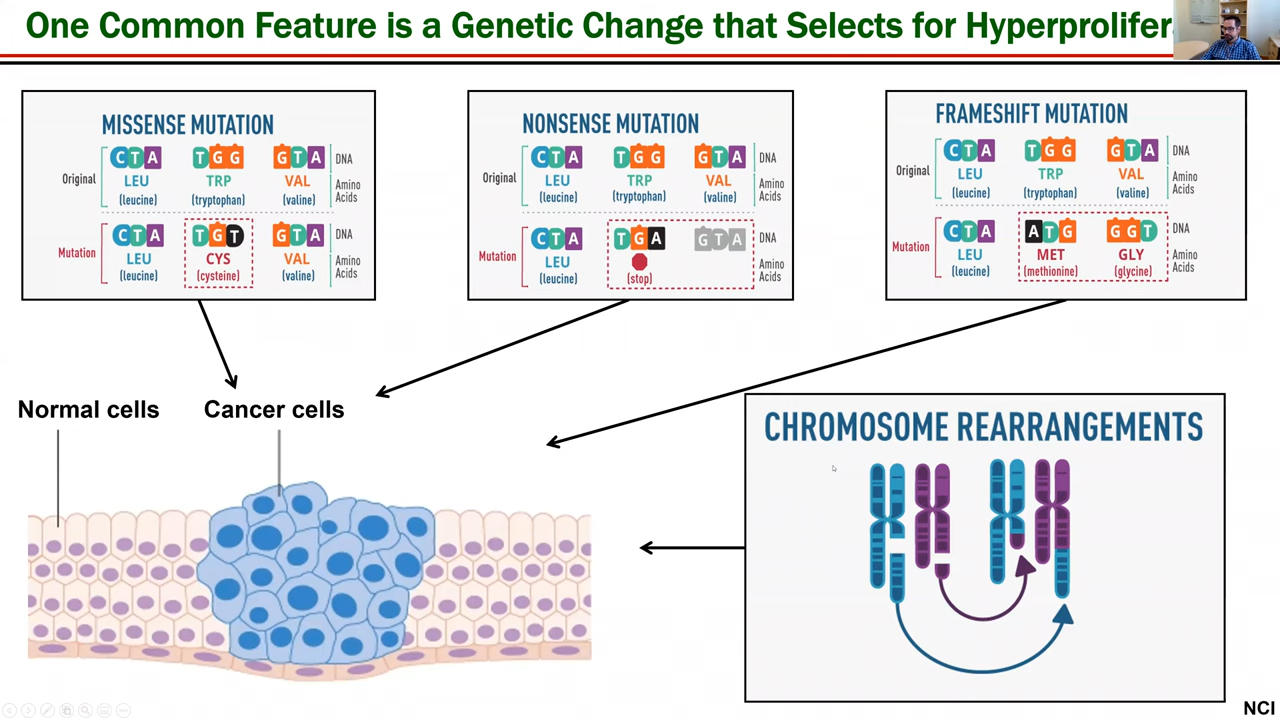 One Common Feature is a Genetic Change that Selects for Hyperprolifer
MISSENSE MUTATION
Original
CTA TGG GTA DNA
LEU TRP VAL Amino
(leucine) (tryptophan) (valine) Acids
Mutation
CTA TGT GTA DNA
LEU CYS VAL Amino
(leucine) (cysteine) (valine) Acids
NONSENSE MUTATION
Original
CTA TGG GTA DNA
LEU TRP VAL Amino
(leucine) (tryptophan) (valine) Acids
Mutation
CTA TGA GTA DNA
LEU Amino
(leucine) (stop) Acids
FRAMESHIFT MUTATION
Original
CTA TGG GTA DNA
LEU TRP VAL Amino
(leucine) (tryptophan) (valine) Acids
Mutation
CTA ATG GGT DNA
LEU MET GLY Amino
(leucine) (methionine) (glycine) Acids
Normal cells
Cancer cells
CHROMOSOME REARRANGEMENTS
NCI